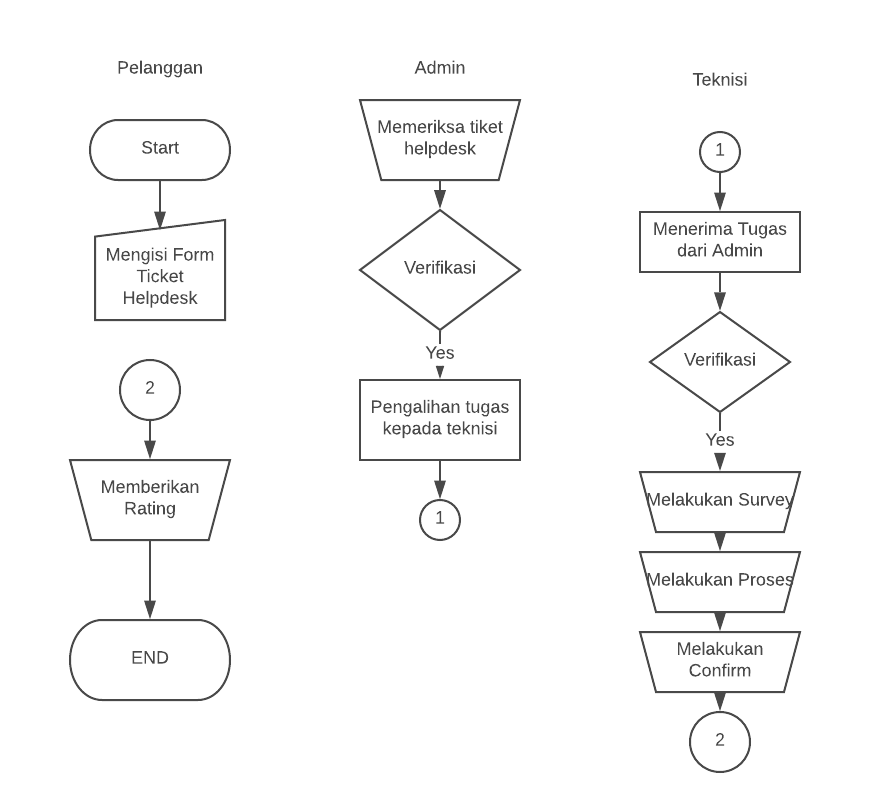 Pelanggan
Start
Mengisi Form
Ticket
Helpdesk
2
Memberikan
Rating
END
Admin
Memeriksa tiket
helpdesk
Verifikasi
Yes
Pengalihan tugas
kepada teknisi
1
Teknisi
1
Menerima Tugas
dari Admin
Verifikasi
Yes
Melakukan Survey
Melakukan Proses
Melakukan
Confirm
2